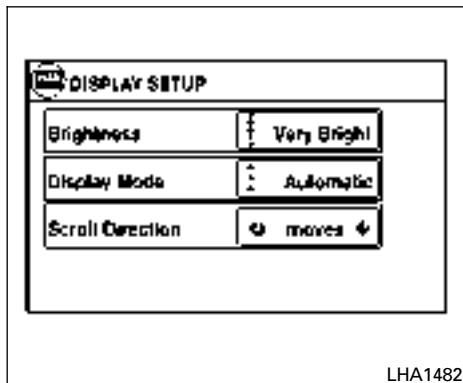 DISPLAY SETUP
Brightness Very Bright
Display Mode Automatic
Scroll Direction moves
LHA1482